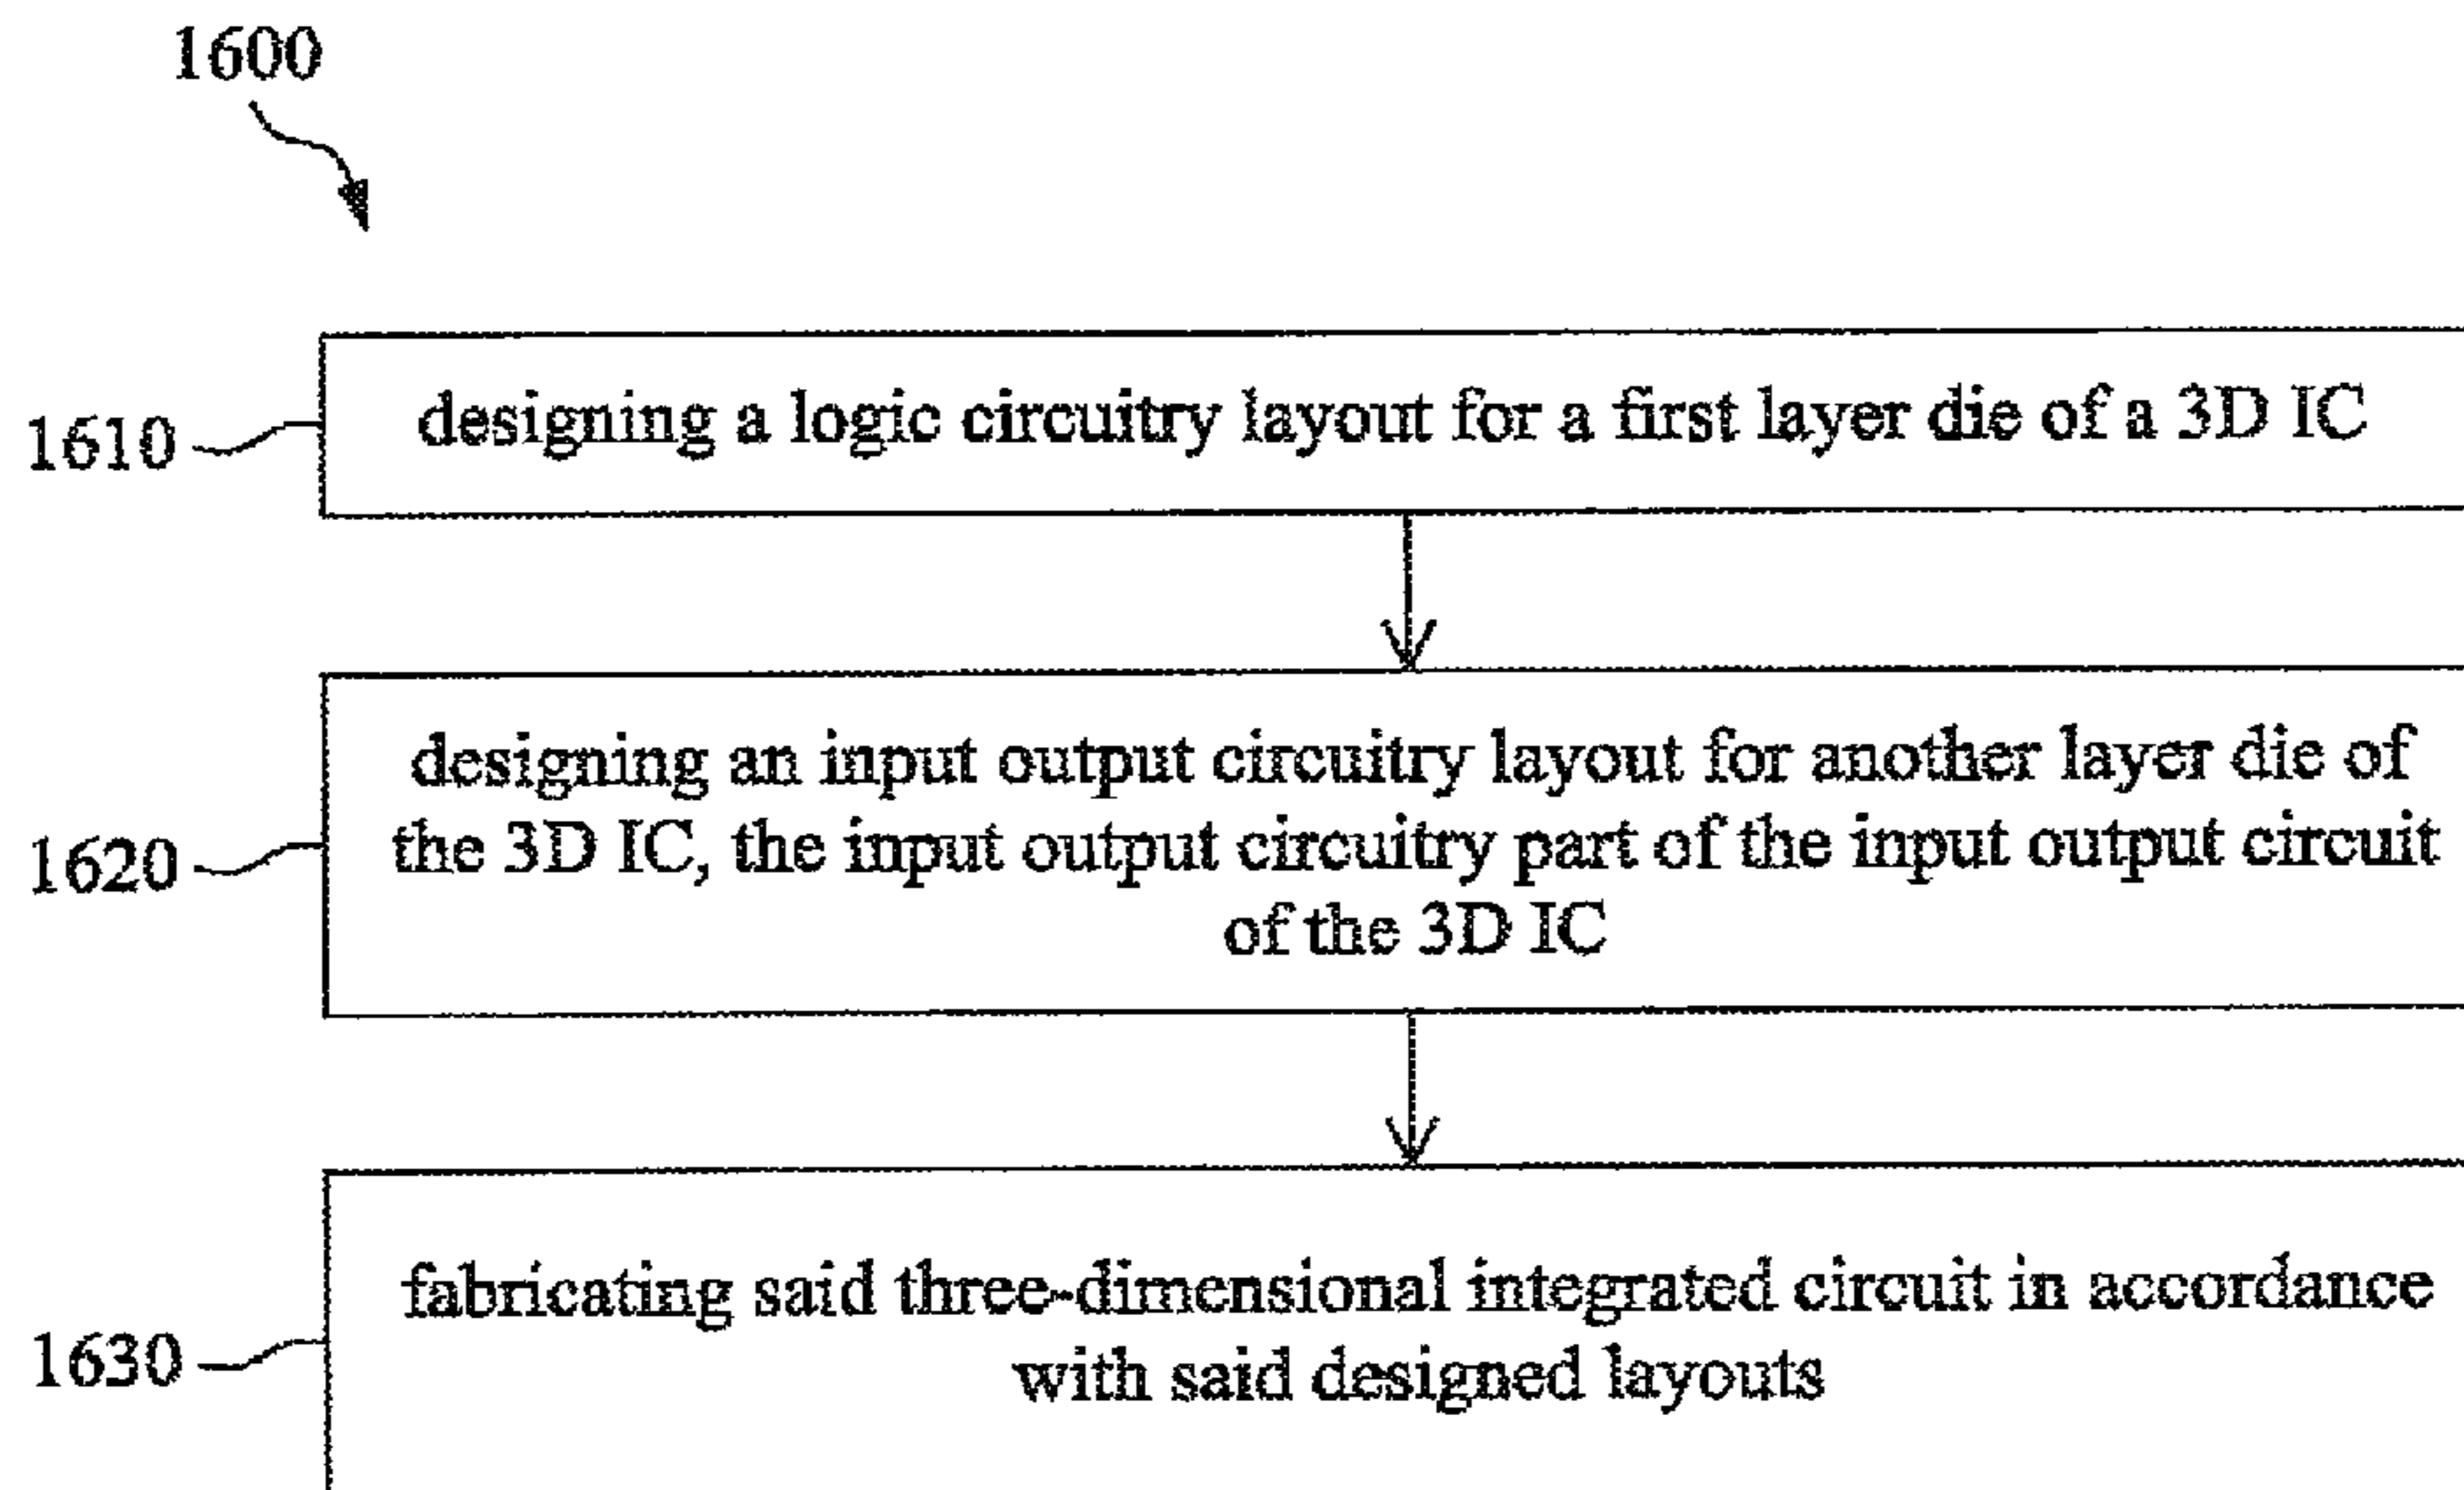 1600
1610
designing a logic circuitry layout for a first layer die of a 3D IC
1620
designing an input output circuitry layout for another layer die of
the 3D IC, the input output circuitry part of the input output circuit
of the 3D IC
1630
fabricating said three-dimensional integrated circuit in accordance
with said designed layouts